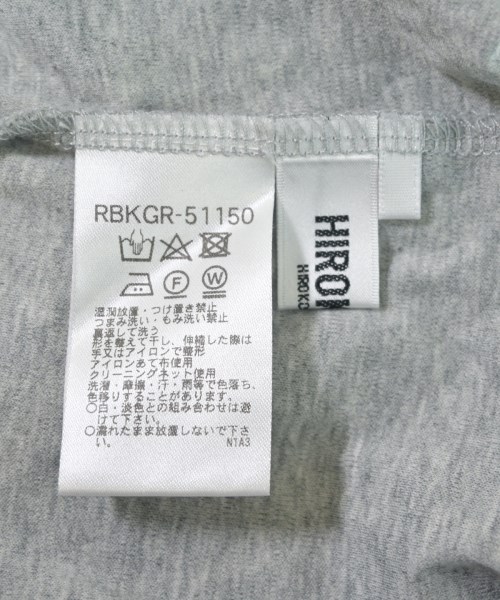 RBKGR-51150
F
W
滋潤放置・つけ置き禁止
つまみ洗い・もみ洗い禁止
裏返して洗う
形を整えて干し、伸縮した際は
手又はアイロンで整形
アイロンあて布使用
クリーニングネット使用
洗濯・摩擦・汗・雨等で色落ち、
色移りすることがあります。
○白・淡色との組み合わせは避
けて下さい。
○濡れたまま放置しないで下さ
い。
N1A3
HIRO
HIROKO